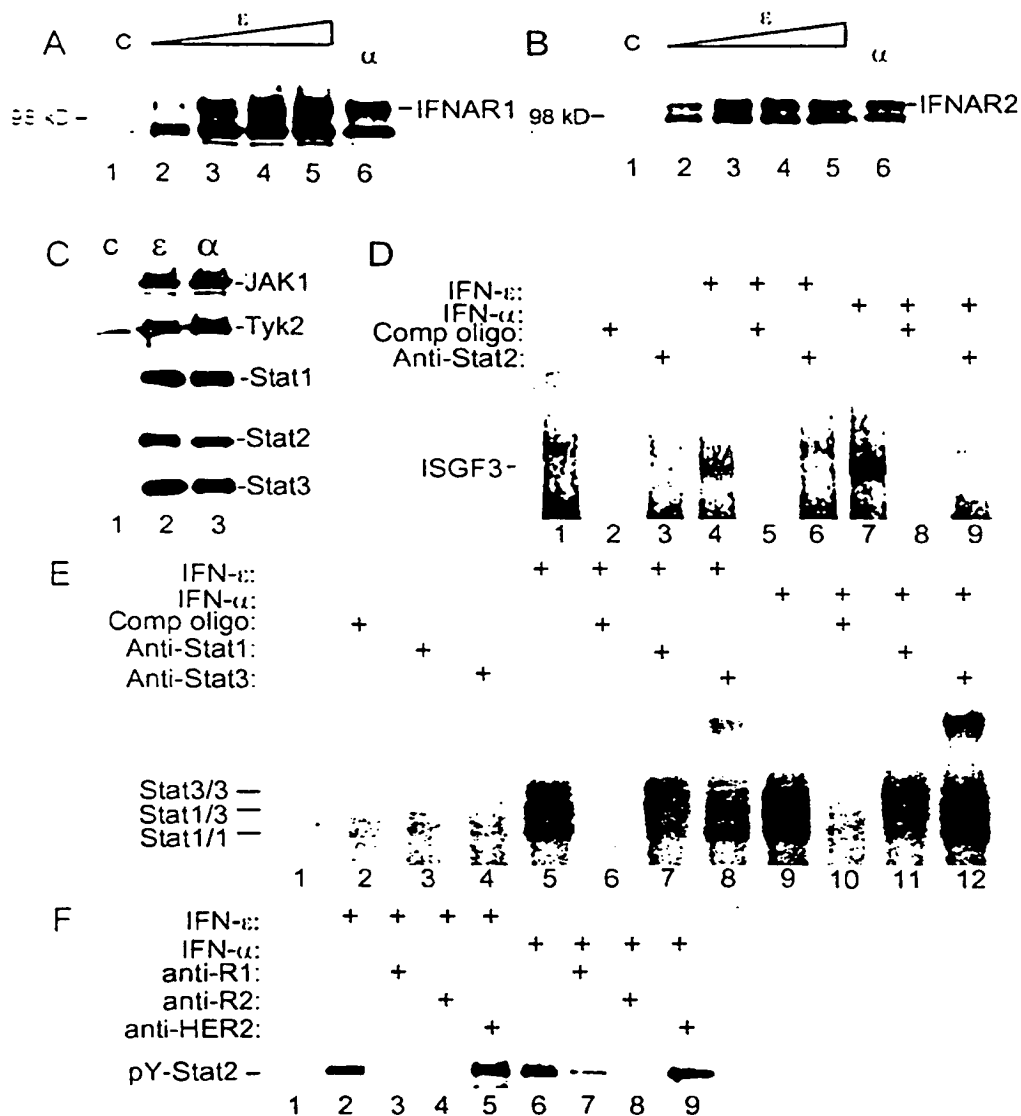 A C ε α
98 kD – –IFNAR1
1 2 3 4 5 6
B C ε α
98 kD– –IFNAR2
1 2 3 4 5 6
C C ε α
-JAK1
-Tyk2
-Stat1
-Stat2
-Stat3
1 2 3
D
IFN-ε: + + +
IFN-α: + + +
Comp oligo: + + +
Anti-Stat2: + + +
ISGF3-
1 2 3 4 5 6 7 8 9
E
IFN-ε: + + + +
IFN-α: + + + +
Comp oligo: + + +
Anti-Stat1: + + +
Anti-Stat3: + + +
Stat3/3 –
Stat1/3 –
Stat1/1 –
1 2 3 4 5 6 7 8 9 10 11 12
F
IFN-ε: + + + +
IFN-α: + + + +
anti-R1: + +
anti-R2: + +
anti-HER2: + +
pY-Stat2 –
1 2 3 4 5 6 7 8 9